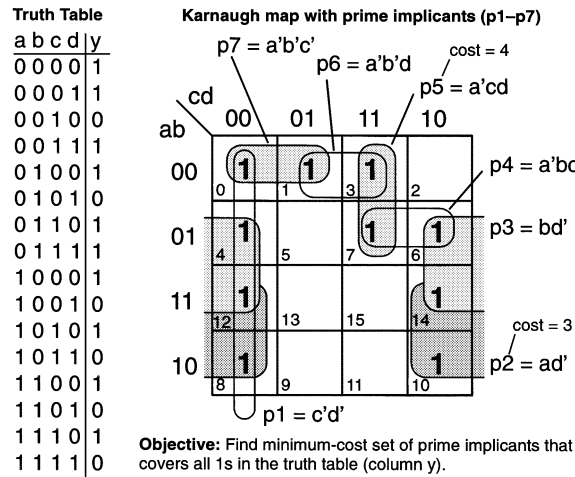 Truth Table
a b c d y
0 0 0 0 1
0 0 0 1 1
0 0 1 0 0
0 0 1 1 1
0 1 0 0 1
0 1 0 1 0
0 1 1 0 1
0 1 1 1 1
1 0 0 0 1
1 0 0 1 0
1 0 1 0 1
1 0 1 1 0
1 1 0 0 1
1 1 0 1 0
1 1 1 0 1
1 1 1 1 0
Karnaugh map with prime implicants (p1–p7)
p7 = a'b'c'
cost = 4
p6 = a'b'd
p5 = a'cd
cd
ab
00 01 11 10
00 1 1 1
0 1 3 2
p4 = a'bc
01 1 1 1
4 5 7 6
p3 = bd'
11 1 1
12 13 15 14
cost = 3
10 1 1
8 9 11 10
p2 = ad'
p1 = c'd'
Objective: Find minimum-cost set of prime implicants that
covers all 1s in the truth table (column y).